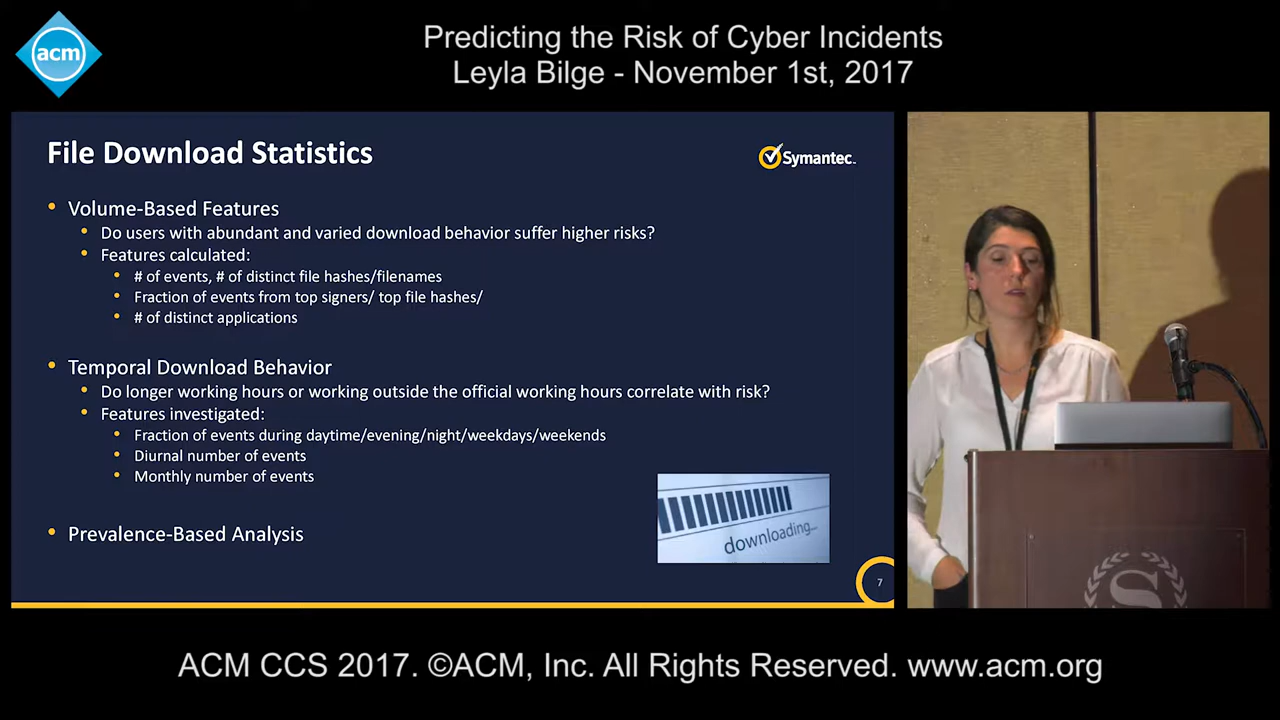 acm
Predicting the Risk of Cyber Incidents
Leyla Bilge - November 1st, 2017
File Download Statistics
Symantec.
Volume-Based Features
Do users with abundant and varied download behavior suffer higher risks?
Features calculated:
# of events, # of distinct file hashes/filenames
Fraction of events from top signers/ top file hashes/
# of distinct applications
Temporal Download Behavior
Do longer working hours or working outside the official working hours correlate with risk?
Features investigated:
Fraction of events during daytime/evening/night/weekdays/weekends
Diurnal number of events
Monthly number of events
downloading...
Prevalence-Based Analysis
7
S
ACM CCS 2017. ©ACM, Inc. All Rights Reserved. www.acm.org